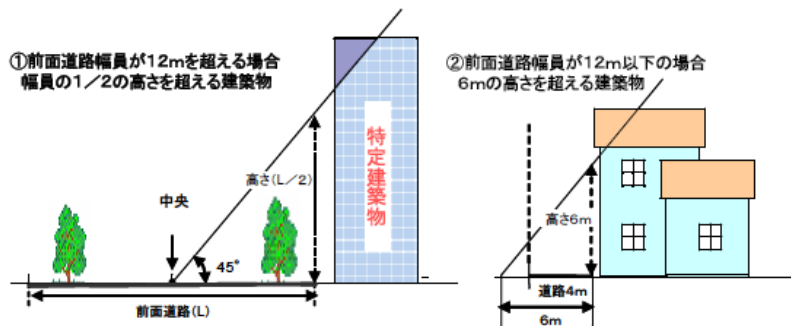 ①前面道路幅員が12mを超える場合
幅員の1/2の高さを超える建築物
②前面道路幅員が12m以下の場合
6mの高さを超える建築物
特定建築物
高さ(L/2)
中央
45°
前面道路(L)
高さ6m
道路4m
6m